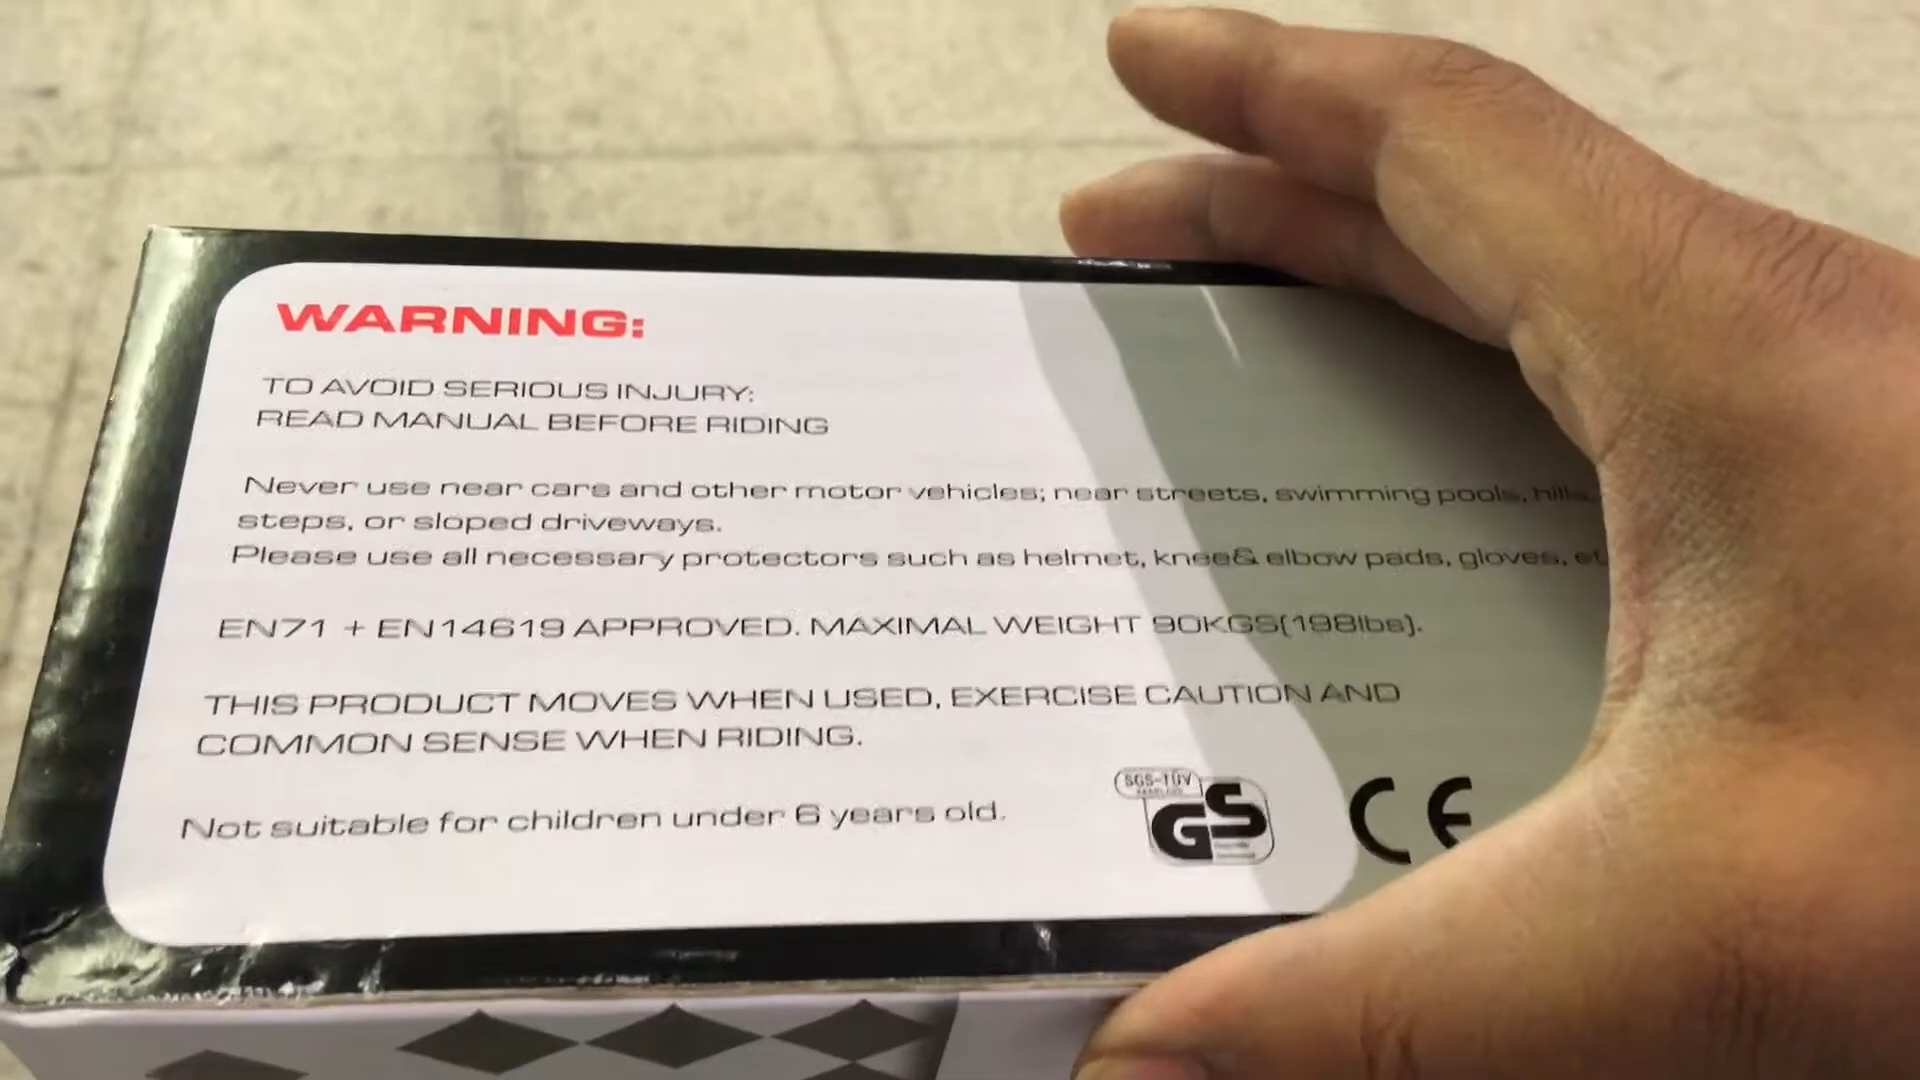 WARNING:
TO AVOID SERIOUS INJURY:
READ MANUAL BEFORE RIDING
Never use near cars and other motor vehicles; near streets, swimming pools, hills,
steps, or sloped driveways.
Please use all necessary protectors such as helmet, knee& elbow pads, gloves,
EN71 + EN14619 APPROVED. MAXIMAL WEIGHT 90KGS(198lbs).
THIS PRODUCT MOVES WHEN USED, EXERCISE CAUTION AND
COMMON SENSE WHEN RIDING.
SGS-TÜV
GS
CE
Not suitable for children under 6 years old.